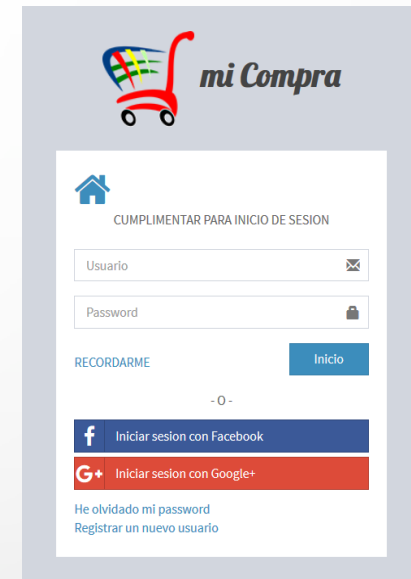 mi Compra
CUMPLIMENTAR PARA INICIO DE SESION
Usuario
Password
RECORDARME
Inicio
- O -
f Iniciar sesion con Facebook
G+ Iniciar sesion con Google+
He olvidado mi password
Registrar un nuevo usuario